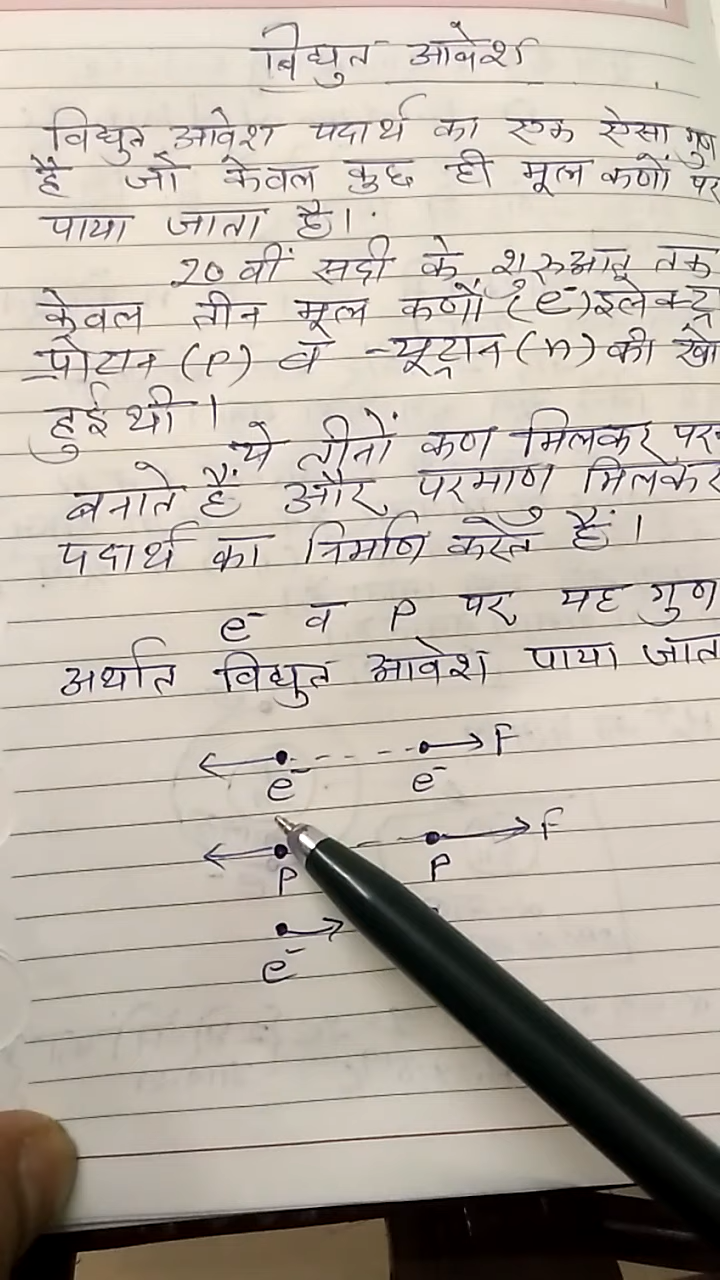 विद्युत आवेश
विद्युत आवेश पदार्थ का एक ऐसा गुण
है जो केवल कुछ ही मूल कणों पर
पाया जाता है।
20 वीं सदी के शुरुआत तक
केवल तीन मूल कणों (e⁻) इलेक्ट्र
प्रोटान (P) व न्यूट्रान (n) की खो
हुई थी।
ये तीनों कण मिलकर पर
बनाते हैं और परमाणु मिलकर
पदार्थ का निर्माण करते हैं।
e⁻ व P पर यह गुण
अर्थात विद्युत आवेश पाया जात
F
e⁻ e⁻
F
P P
e⁻